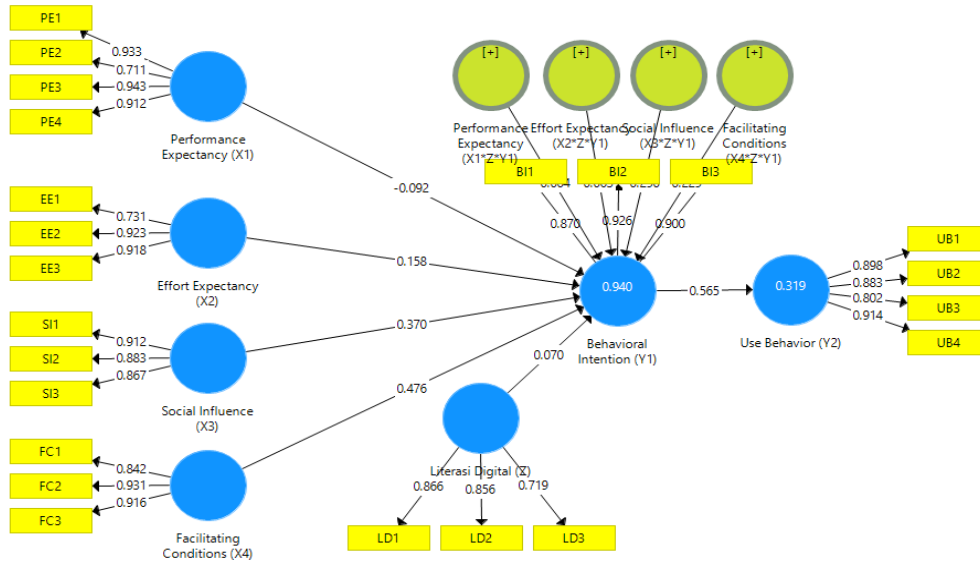 PE1
PE2
PE3
PE4
0.933
0.711
0.943
0.912
Performance
Expectancy (X1)
EE1
EE2
EE3
0.731
0.923
0.918
Effort Expectancy
(X2)
SI1
SI2
SI3
0.912
0.883
0.867
Social Influence
(X3)
FC1
FC2
FC3
0.842
0.931
0.916
Facilitating
Conditions (X4)
-0.092
0.158
0.370
0.476
0.070
[+]
[+]
[+]
[+]
Performance
Expectancy
(X1*Z*Y1)
Effort Expectancy
(X2*Z*Y1)
Social Influence
(X3*Z*Y1)
Facilitating
Conditions
(X4*Z*Y1)
BI1
BI2
BI3
0.870
0.926
0.900
0.940
Behavioral
Intention (Y1)
0.565
0.319
Use Behavior (Y2)
0.898
0.883
0.802
0.914
UB1
UB2
UB3
UB4
Literasi Digital (Z)
0.866
0.856
0.719
LD1
LD2
LD3